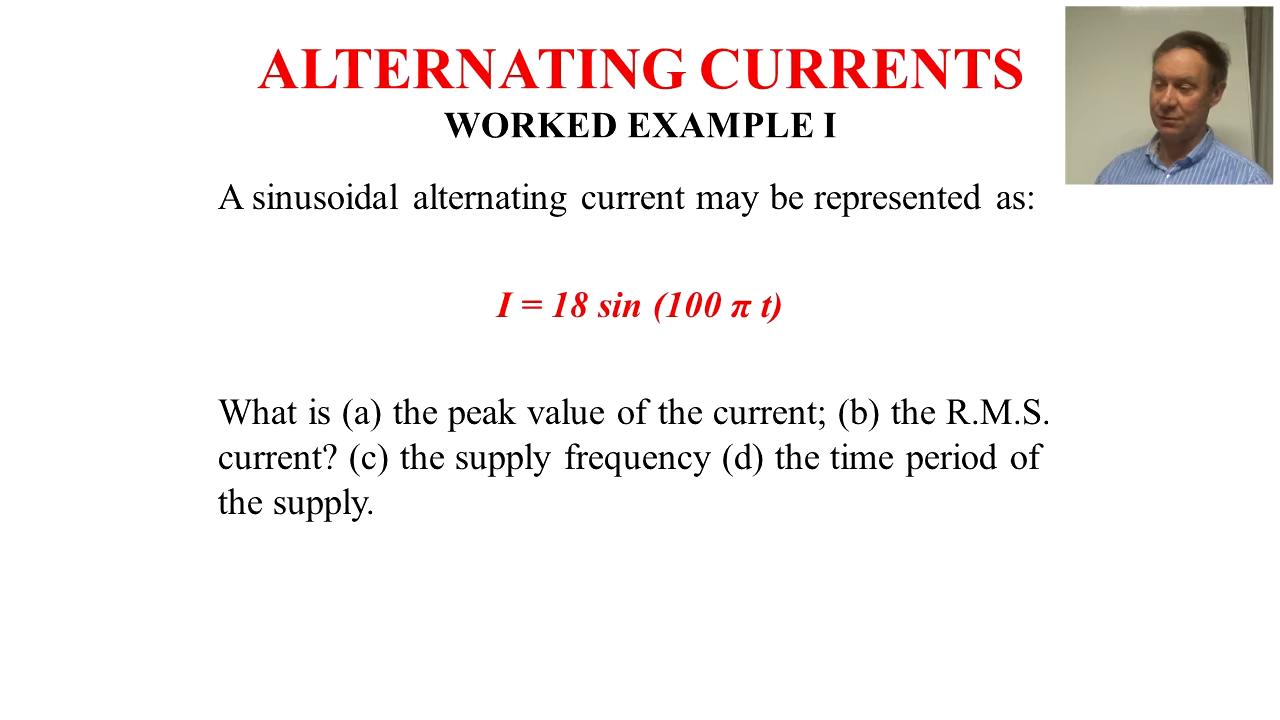 ALTERNATING CURRENTS
WORKED EXAMPLE I
A sinusoidal alternating current may be represented as:
I = 18 sin (100 π t)
What is (a) the peak value of the current; (b) the R.M.S.
current? (c) the supply frequency (d) the time period of
the supply.